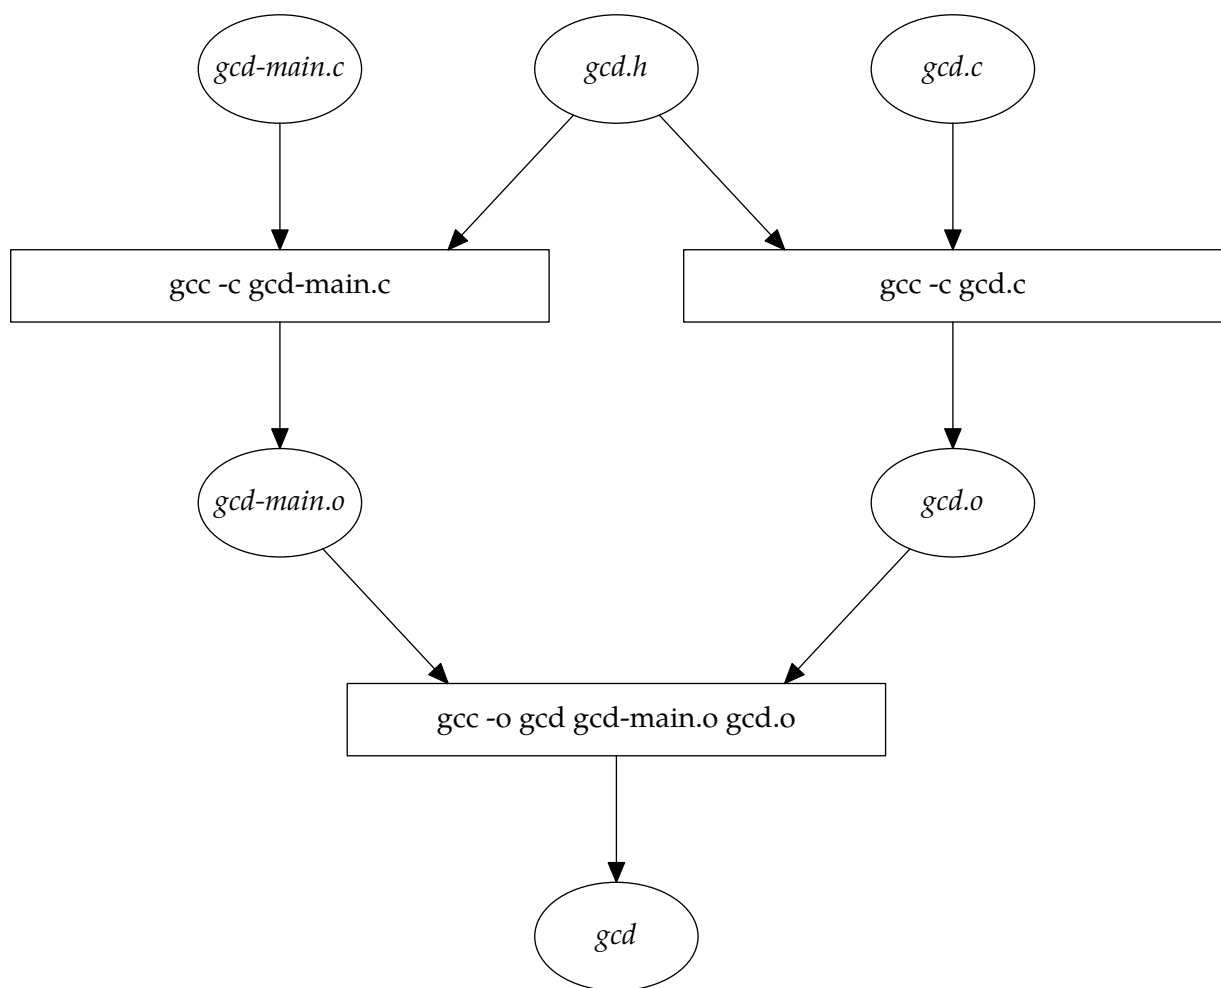 gcd-main.c
gcd.h
gcd.c
gcc -c gcd-main.c
gcc -c gcd.c
gcd-main.o
gcd.o
gcc -o gcd gcd-main.o gcd.o
gcd